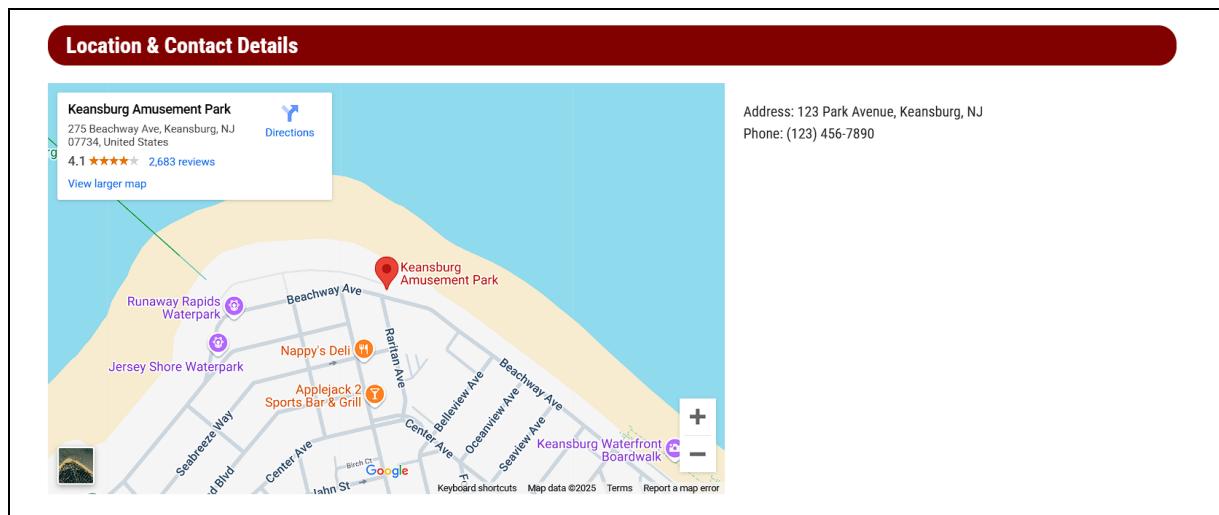 Location & Contact Details
Keansburg Amusement Park
275 Beachway Ave, Keansburg, NJ
07734, United States
Directions
4.1
2,683 reviews
View larger map
Address: 123 Park Avenue, Keansburg, NJ
Phone: (123) 456-7890
rg
Keansburg
Amusement Park
Beachway Ave
Runaway Rapids
Waterpark
Raritan Ave
Nappy's Deli
Jersey Shore Waterpark
Beachway Ave
Applejack 2
Sports Bar & Grill
Belleview Ave
Oceanview Ave
Seabreeze Way
Center Ave
Seaview Ave
Keansburg Waterfront
Boardwalk
Center Ave
Birch Ct
Google
d Blvd
Jahn St
Keyboard shortcuts
Map data ©2025
Terms
Report a map error